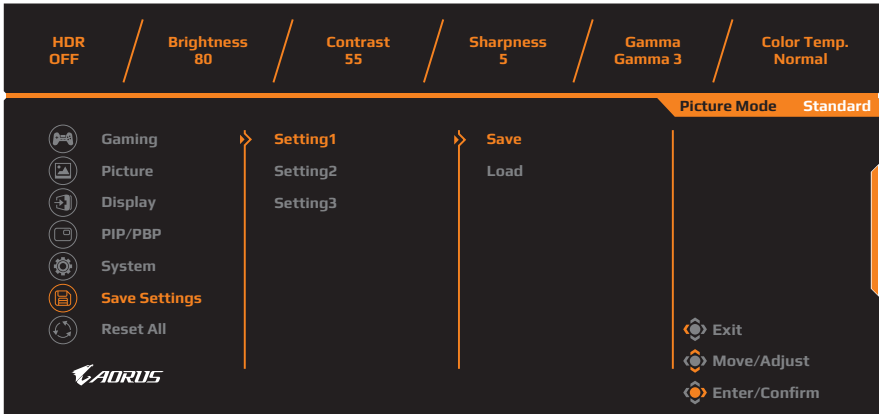 HDR Brightness Contrast Sharpness Gamma Color Temp.
OFF 80 55 5 Gamma 3 Normal
Picture Mode Standard
Gaming Setting1 Save
Picture Setting2 Load
Display Setting3
PIP/PBP
System
Save Settings
Reset All Exit
Move/Adjust
AORUS
Enter/Confirm